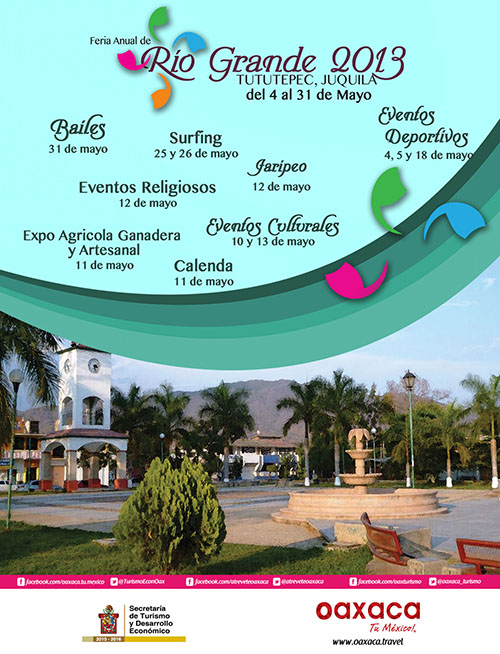 Feria Anual de
Río Grande 2013
TUTUTEPEC, JUQUILA
del 4 al 31 de Mayo
Bailes
31 de mayo
Surfing
25 y 26 de mayo
Eventos
Deportivos
4, 5 y 18 de mayo
Jaripeo
12 de mayo
Eventos Religiosos
12 de mayo
Eventos Culturales
10 y 13 de mayo
Expo Agricola Ganadera
y Artesanal
11 de mayo
Calenda
11 de mayo
facebook.com/oaxaca.tu.mexico
@TurismoEconOax
facebook.com/atreveteaoaxaca
@atreveteaoaxaca
facebook.com/oaxturismo
@oaxaca_turismo
Secretaría
de Turismo
y Desarrollo
Económico
2010 - 2016
oaxaca
Tú México!
www.oaxaca.travel